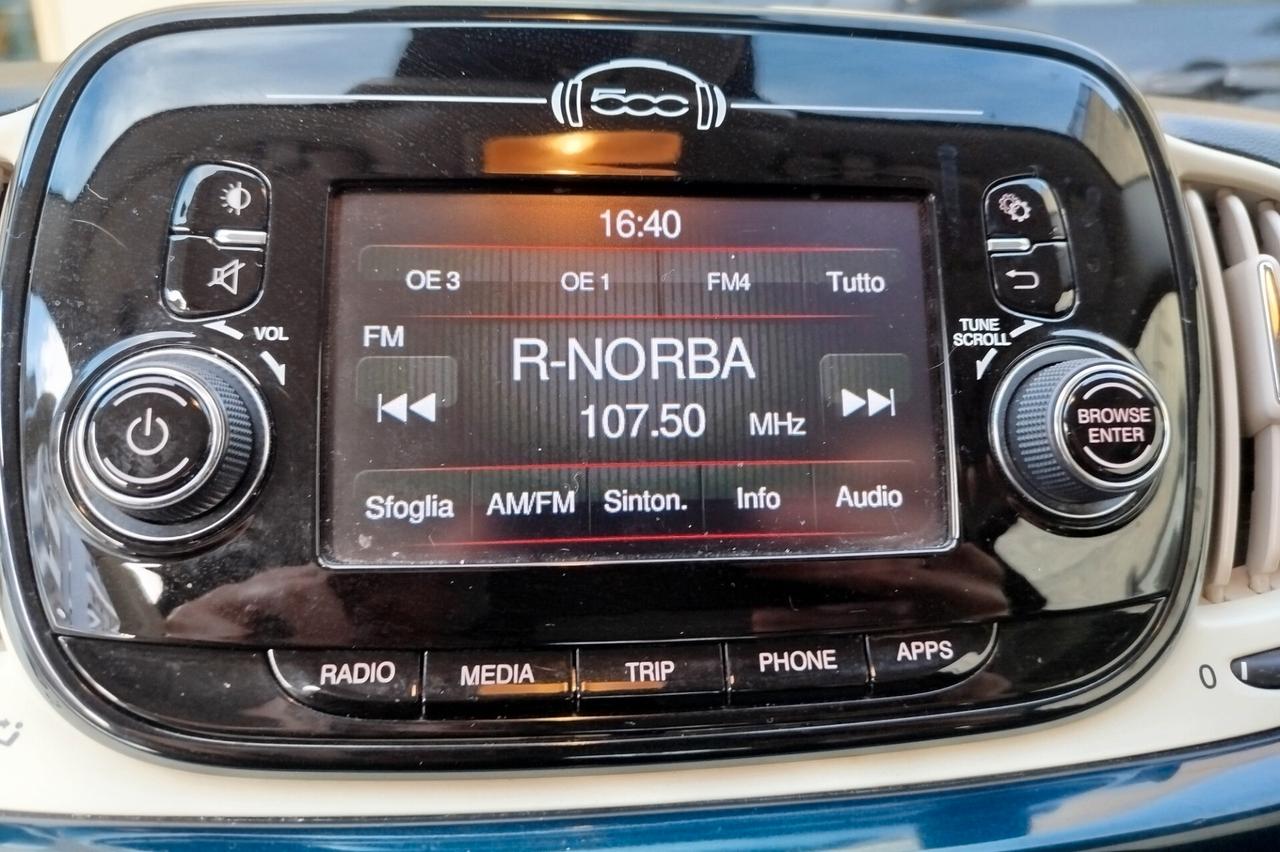 500
16:40
OE 3 OE 1 FM4 Tutto
VOL
TUNE
SCROLL
FM
R-NORBA
107.50 MHz
BROWSE
ENTER
Sfoglia AM/FM Sinton. Info Audio
RADIO MEDIA TRIP PHONE APPS
0